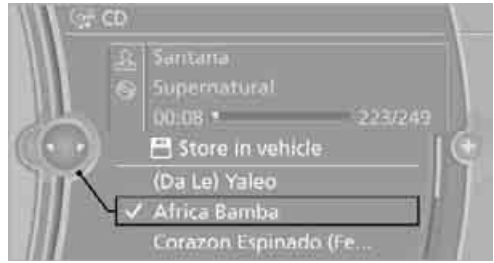 CD
Santana
Supernatural
00:08 223/249
Store in vehicle
(Da Le) Yaleo
Africa Bamba
Corazon Espinado (Fe...